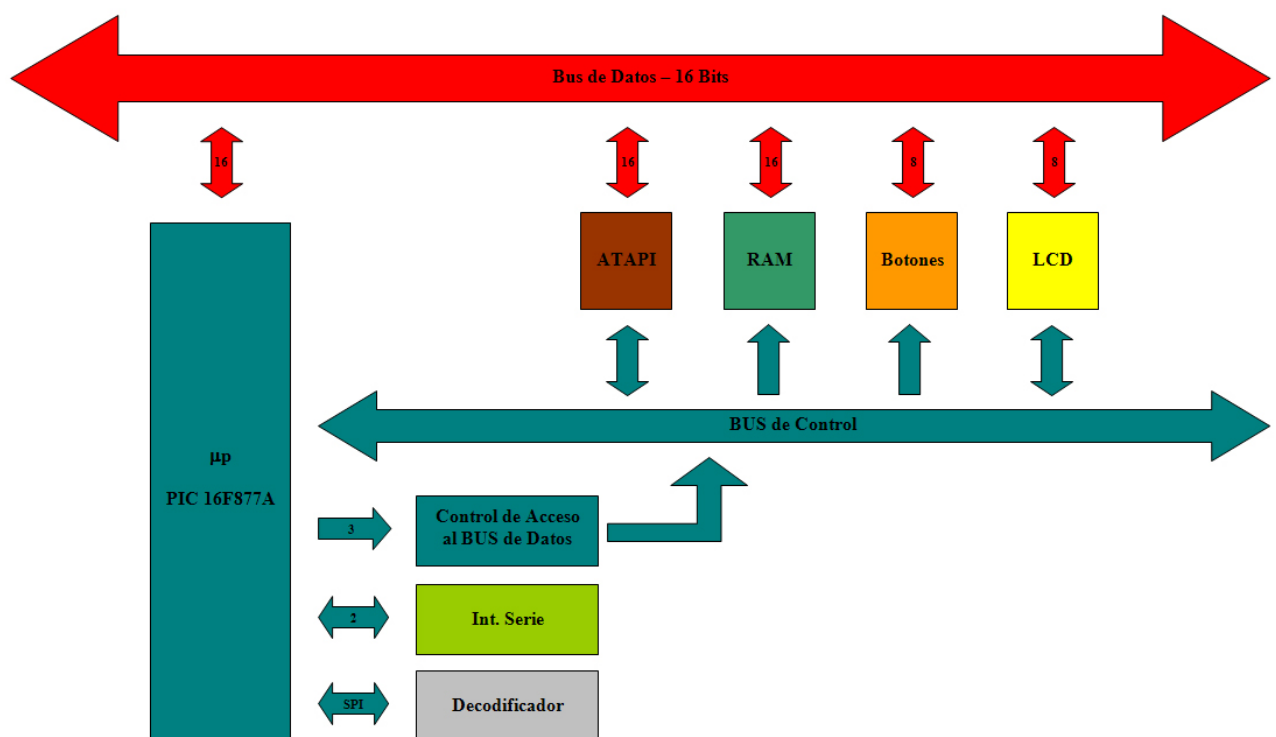 Bus de Datos – 16 Bits
16
16
16
8
8
ATAPI
RAM
Botones
LCD
BUS de Control
μp
PIC 16F877A
3
Control de Acceso
al BUS de Datos
2
Int. Serie
SPI
Decodificador